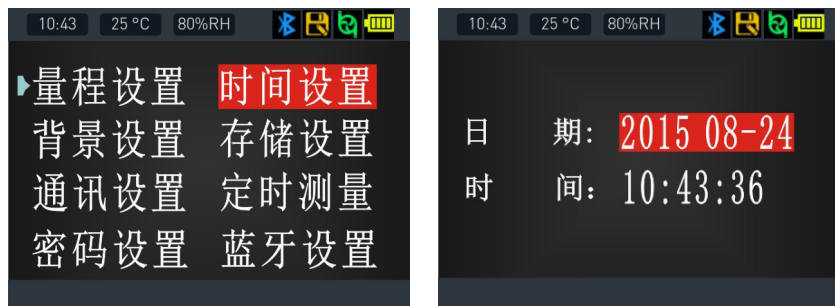 10:43 25 °C 80%RH
量程设置 时间设置
背景设置 存储设置
通讯设置 定时测量
密码设置 蓝牙设置
10:43 25 °C 80%RH
日 期: 2015 08-24
时 间: 10:43:36